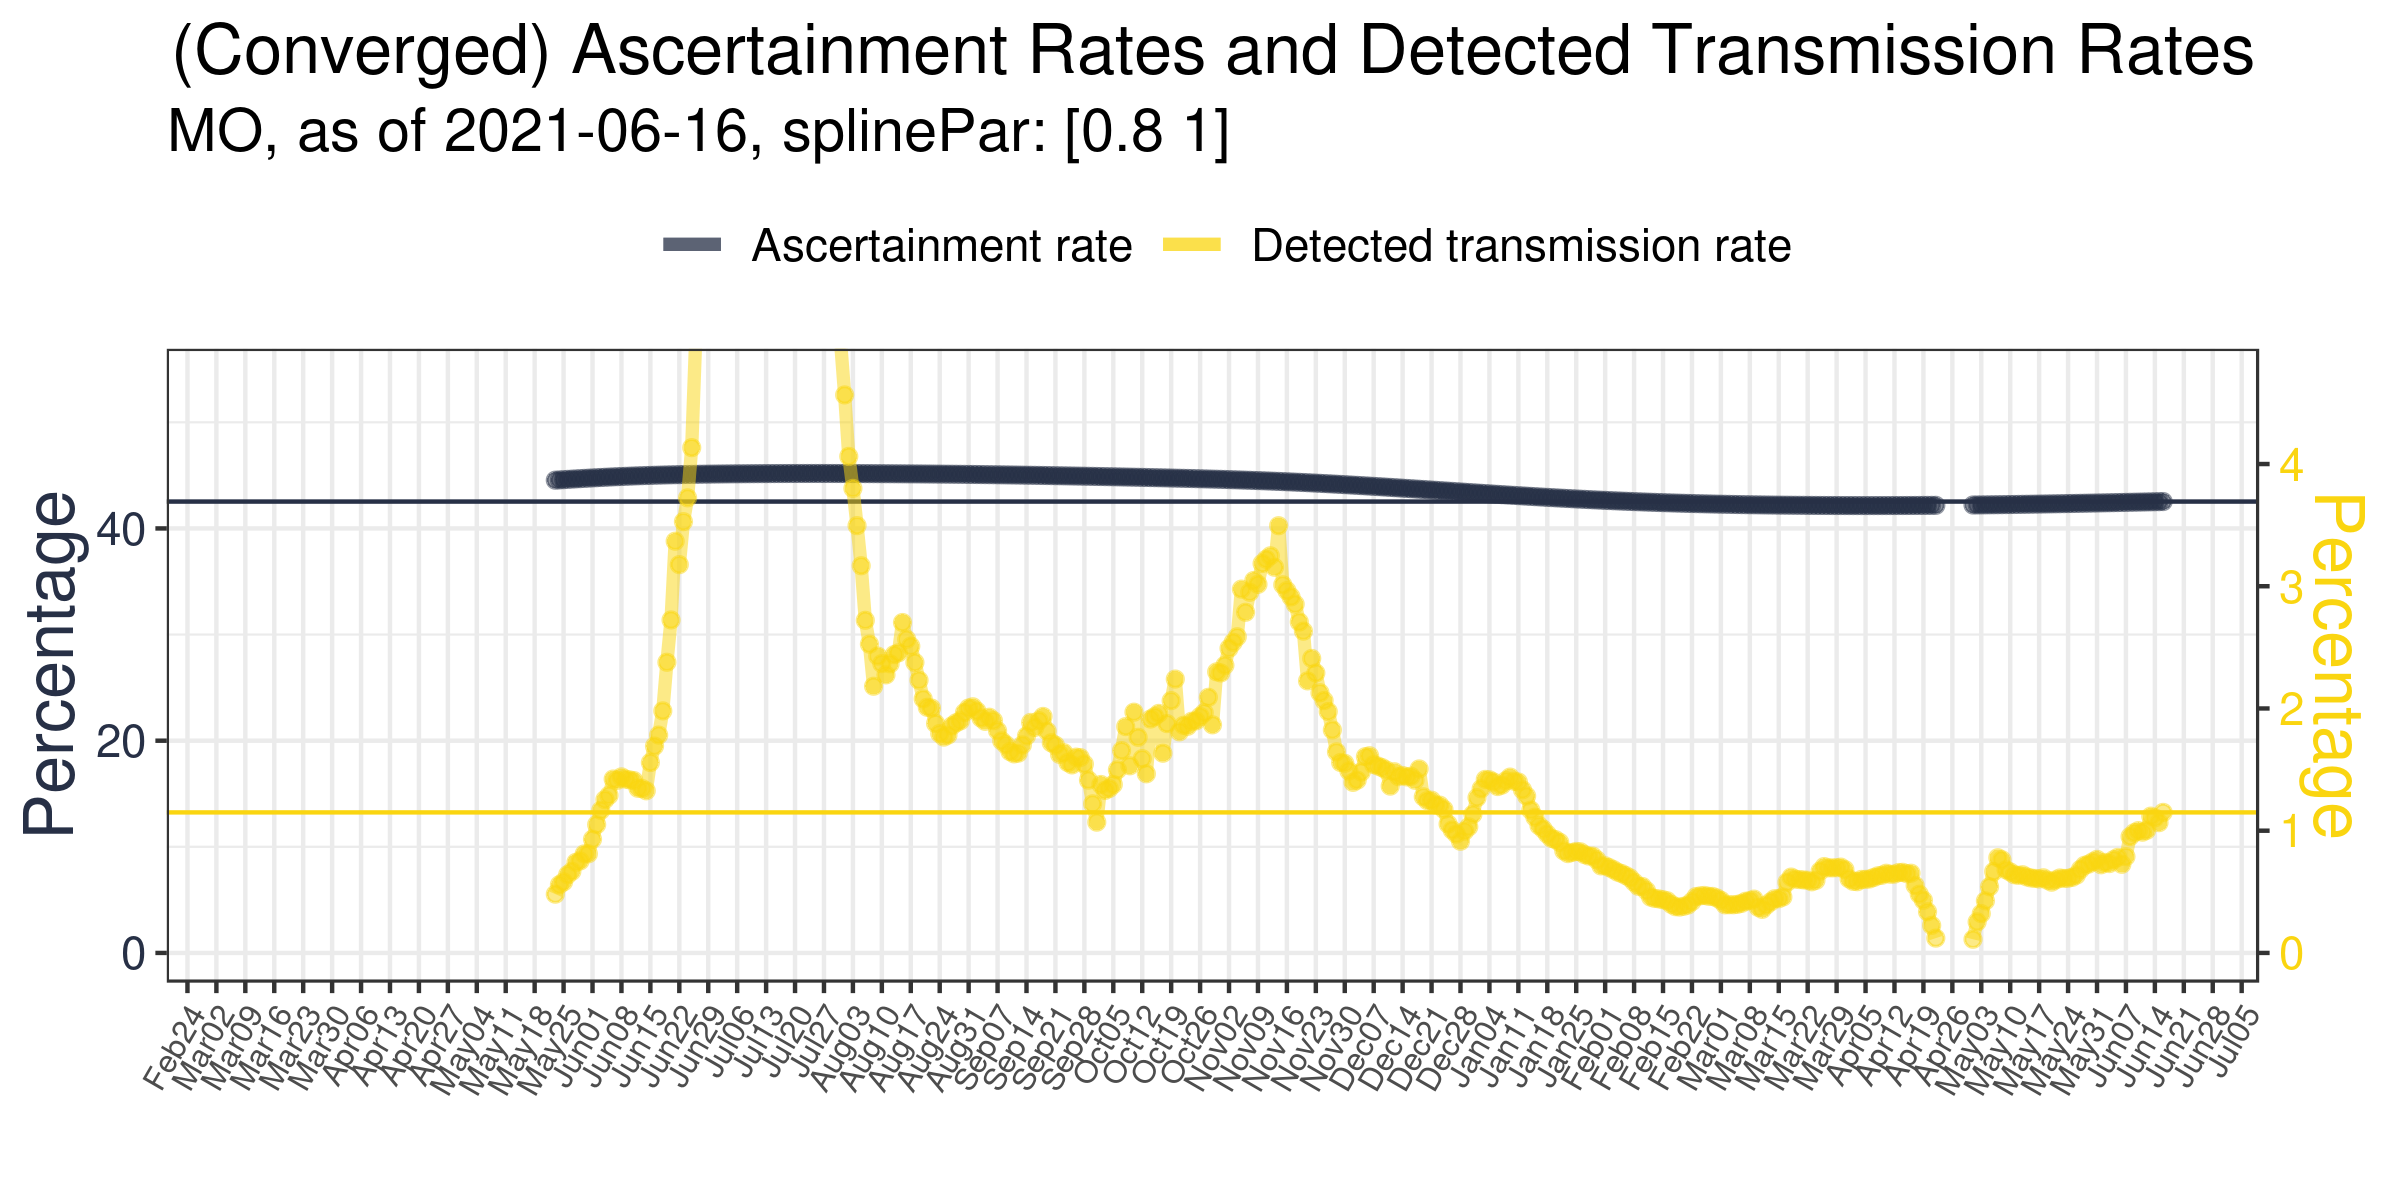 (Converged) Ascertainment Rates and Detected Transmission Rates
MO, as of 2021-06-16, splinePar: [0.8 1]
Ascertainment rate
Detected transmission rate
Percentage
40
20
0
4
3
2
1
0
Percentage
Feb24
Mar02
Mar09
Mar16
Mar23
Mar30
Apr06
Apr13
Apr20
Apr27
May04
May11
May18
May25
Jun01
Jun08
Jun15
Jun22
Jun29
Jul06
Jul13
Jul20
Jul27
Aug03
Aug10
Aug17
Aug24
Aug31
Sep07
Sep14
Sep21
Sep28
Oct05
Oct12
Oct19
Oct26
Nov02
Nov09
Nov16
Nov23
Nov30
Dec07
Dec14
Dec21
Dec28
Jan04
Jan11
Jan18
Jan25
Feb01
Feb08
Feb15
Feb22
Mar01
Mar08
Mar15
Mar22
Mar29
Apr05
Apr12
Apr19
Apr26
May03
May10
May17
May24
May31
Jun07
Jun14
Jun21
Jun28
Jul05